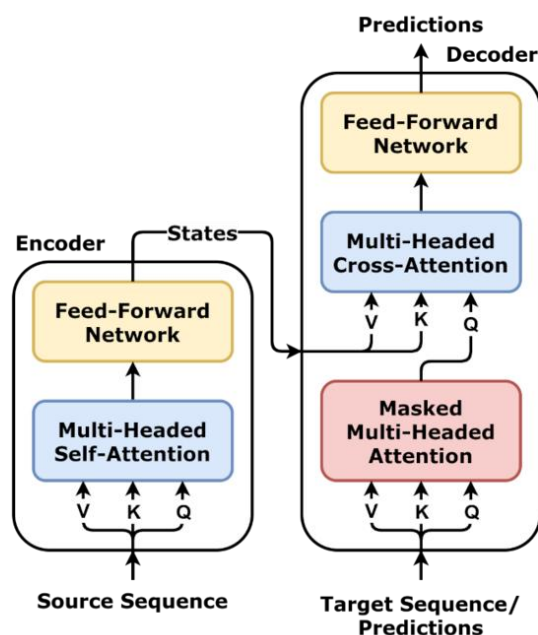 Predictions
Decoder
Feed-Forward
Network
Multi-Headed
Cross-Attention
V K Q
Masked
Multi-Headed
Attention
V K Q
Target Sequence/
Predictions
States
Encoder
Feed-Forward
Network
Multi-Headed
Self-Attention
V K Q
Source Sequence